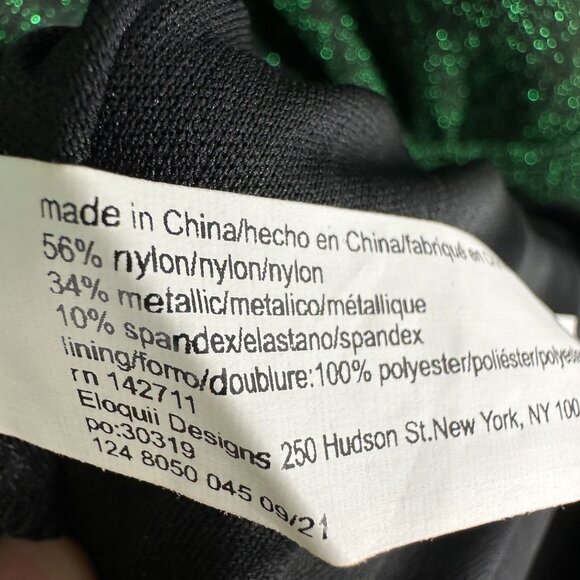 made in China/hecho en China/fabriqué en
56% nylon/nylon/nylon
34% metallic/metalico/métallique
10% spandex/elastano/spandex
lining/forro/doublure:100% polyester/poliéster/polyeste
rn 142711
Eloquii Designs 250 Hudson St.New York, NY 100
po:30319
124 8050 045 09/21